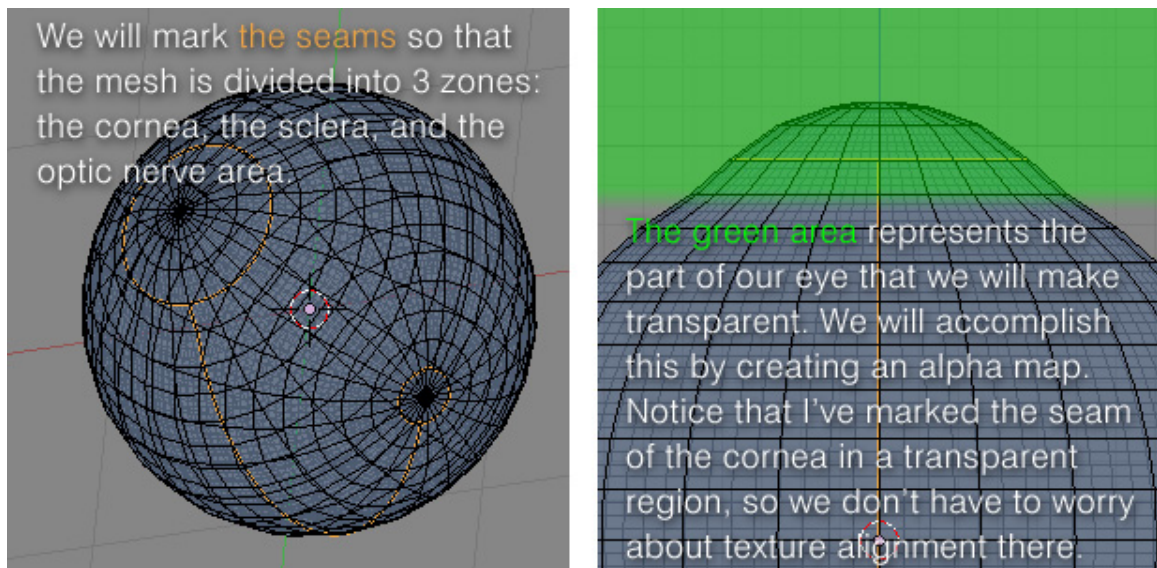 We will mark the seams so that
the mesh is divided into 3 zones:
the cornea, the sclera, and the
optic nerve area.
The green area represents the
part of our eye that we will make
transparent. We will accomplish
this by creating an alpha map.
Notice that I've marked the seam
of the cornea in a transparent
region, so we don't have to worry
about texture alignment there.